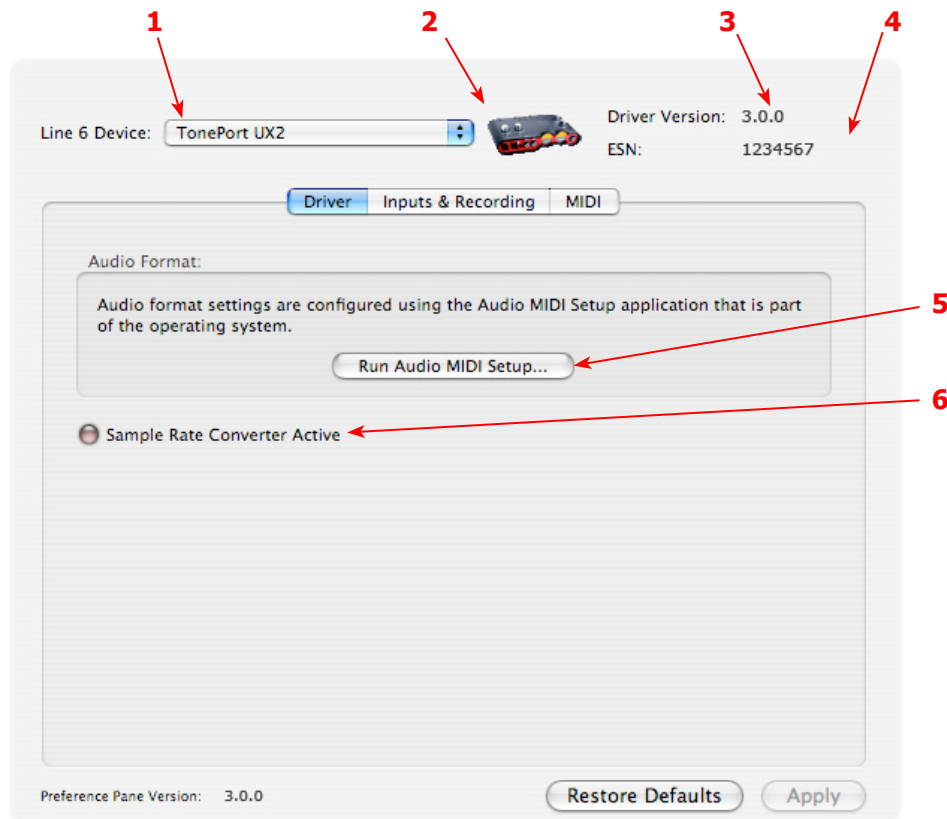 1 2 3 4
Line 6 Device: TonePort UX2
Driver Version: 3.0.0
ESN: 1234567
Driver Inputs & Recording MIDI
Audio Format:
Audio format settings are configured using the Audio MIDI Setup application that is part
of the operating system.
5
Run Audio MIDI Setup...
6
Sample Rate Converter Active
Preference Pane Version: 3.0.0 Restore Defaults Apply